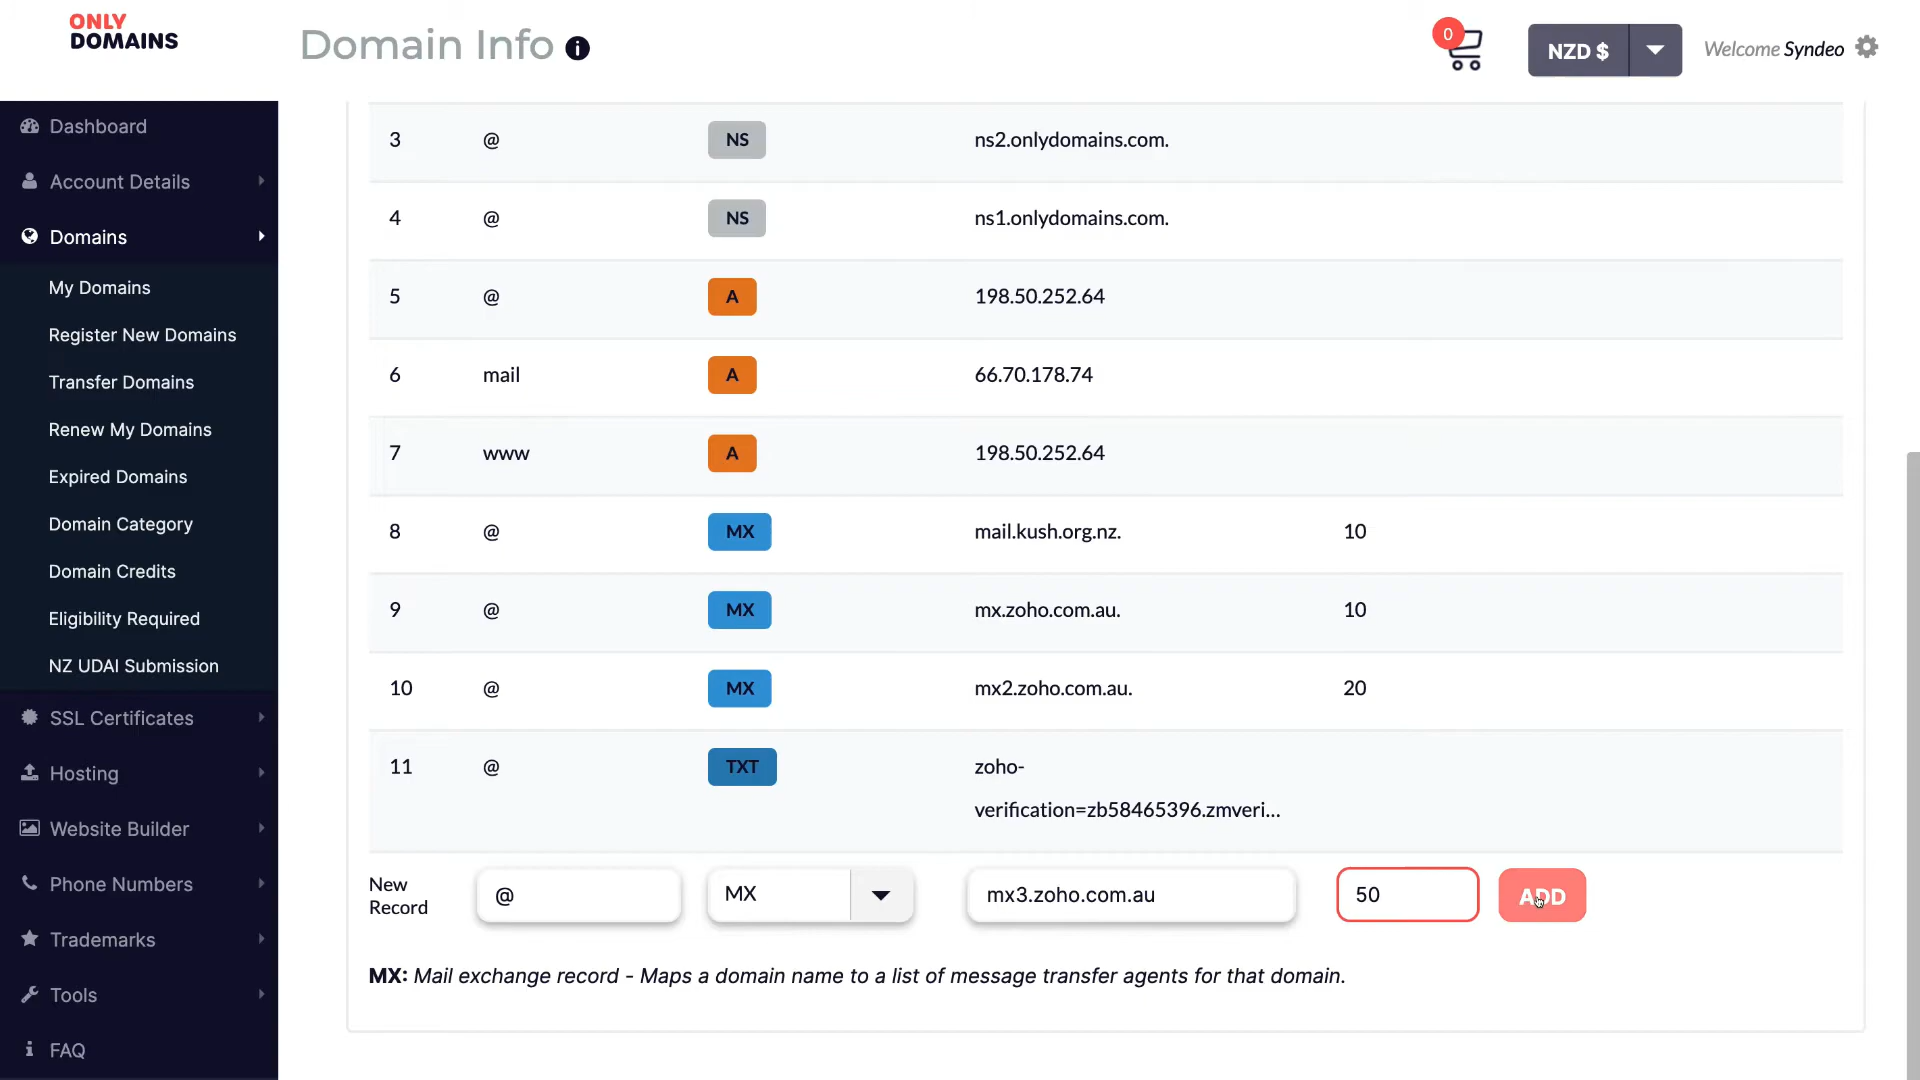 ONLY
DOMAINS
Domain Info
0
NZD $
Welcome Syndeo
Dashboard
Account Details
Domains
My Domains
Register New Domains
Transfer Domains
Renew My Domains
Expired Domains
Domain Category
Domain Credits
Eligibility Required
NZ UDAI Submission
SSL Certificates
Hosting
Website Builder
Phone Numbers
Trademarks
Tools
FAQ
3 @ NS ns2.onlydomains.com.
4 @ NS ns1.onlydomains.com.
5 @ A 198.50.252.64
6 mail A 66.70.178.74
7 www A 198.50.252.64
8 @ MX mail.kush.org.nz. 10
9 @ MX mx.zoho.com.au. 10
10 @ MX mx2.zoho.com.au. 20
11 @ TXT zoho-
verification=zb58465396.zmveri...
New
Record
@ MX mx3.zoho.com.au 50 ADD
MX: Mail exchange record - Maps a domain name to a list of message transfer agents for that domain.